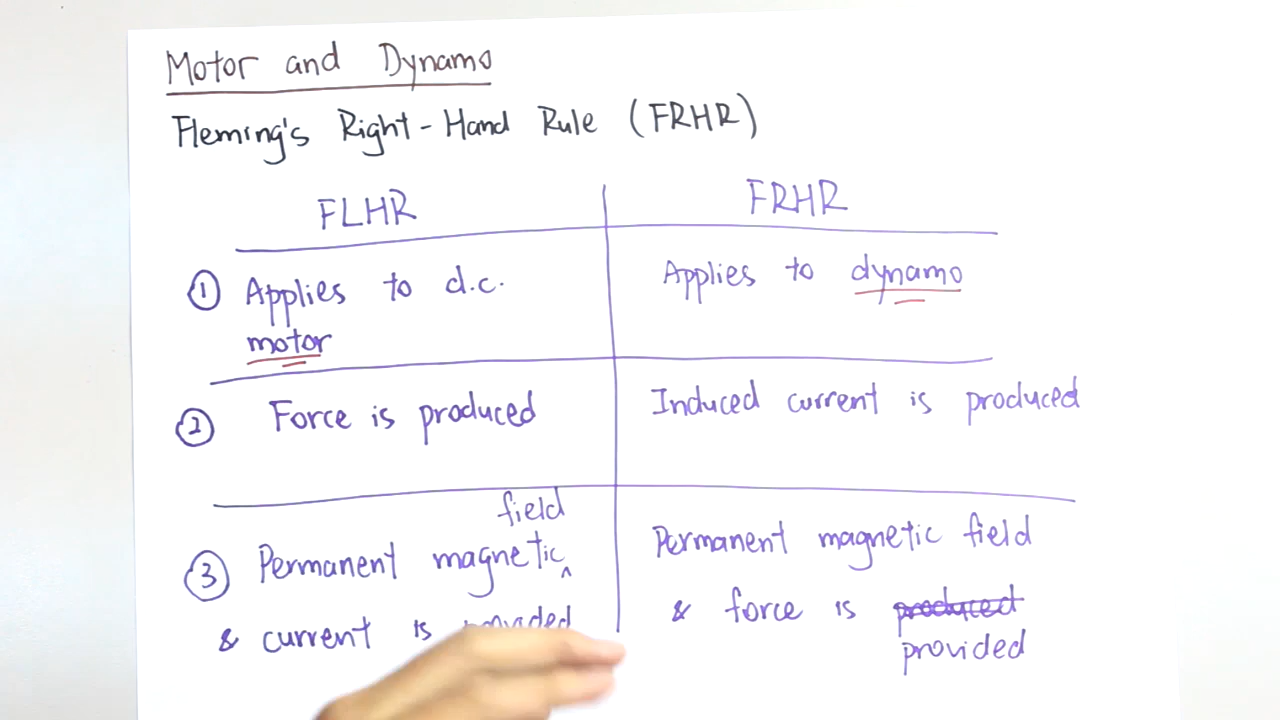 Motor and Dynamo
Fleming's Right-Hand Rule (FRHR)
FLHR
FRHR
① Applies to d.c.
motor
Applies to dynamo
② Force is produced
Induced current is produced
field
③ Permanent magnetic ^
& current is provided
Permanent magnetic field
& force is produced
provided